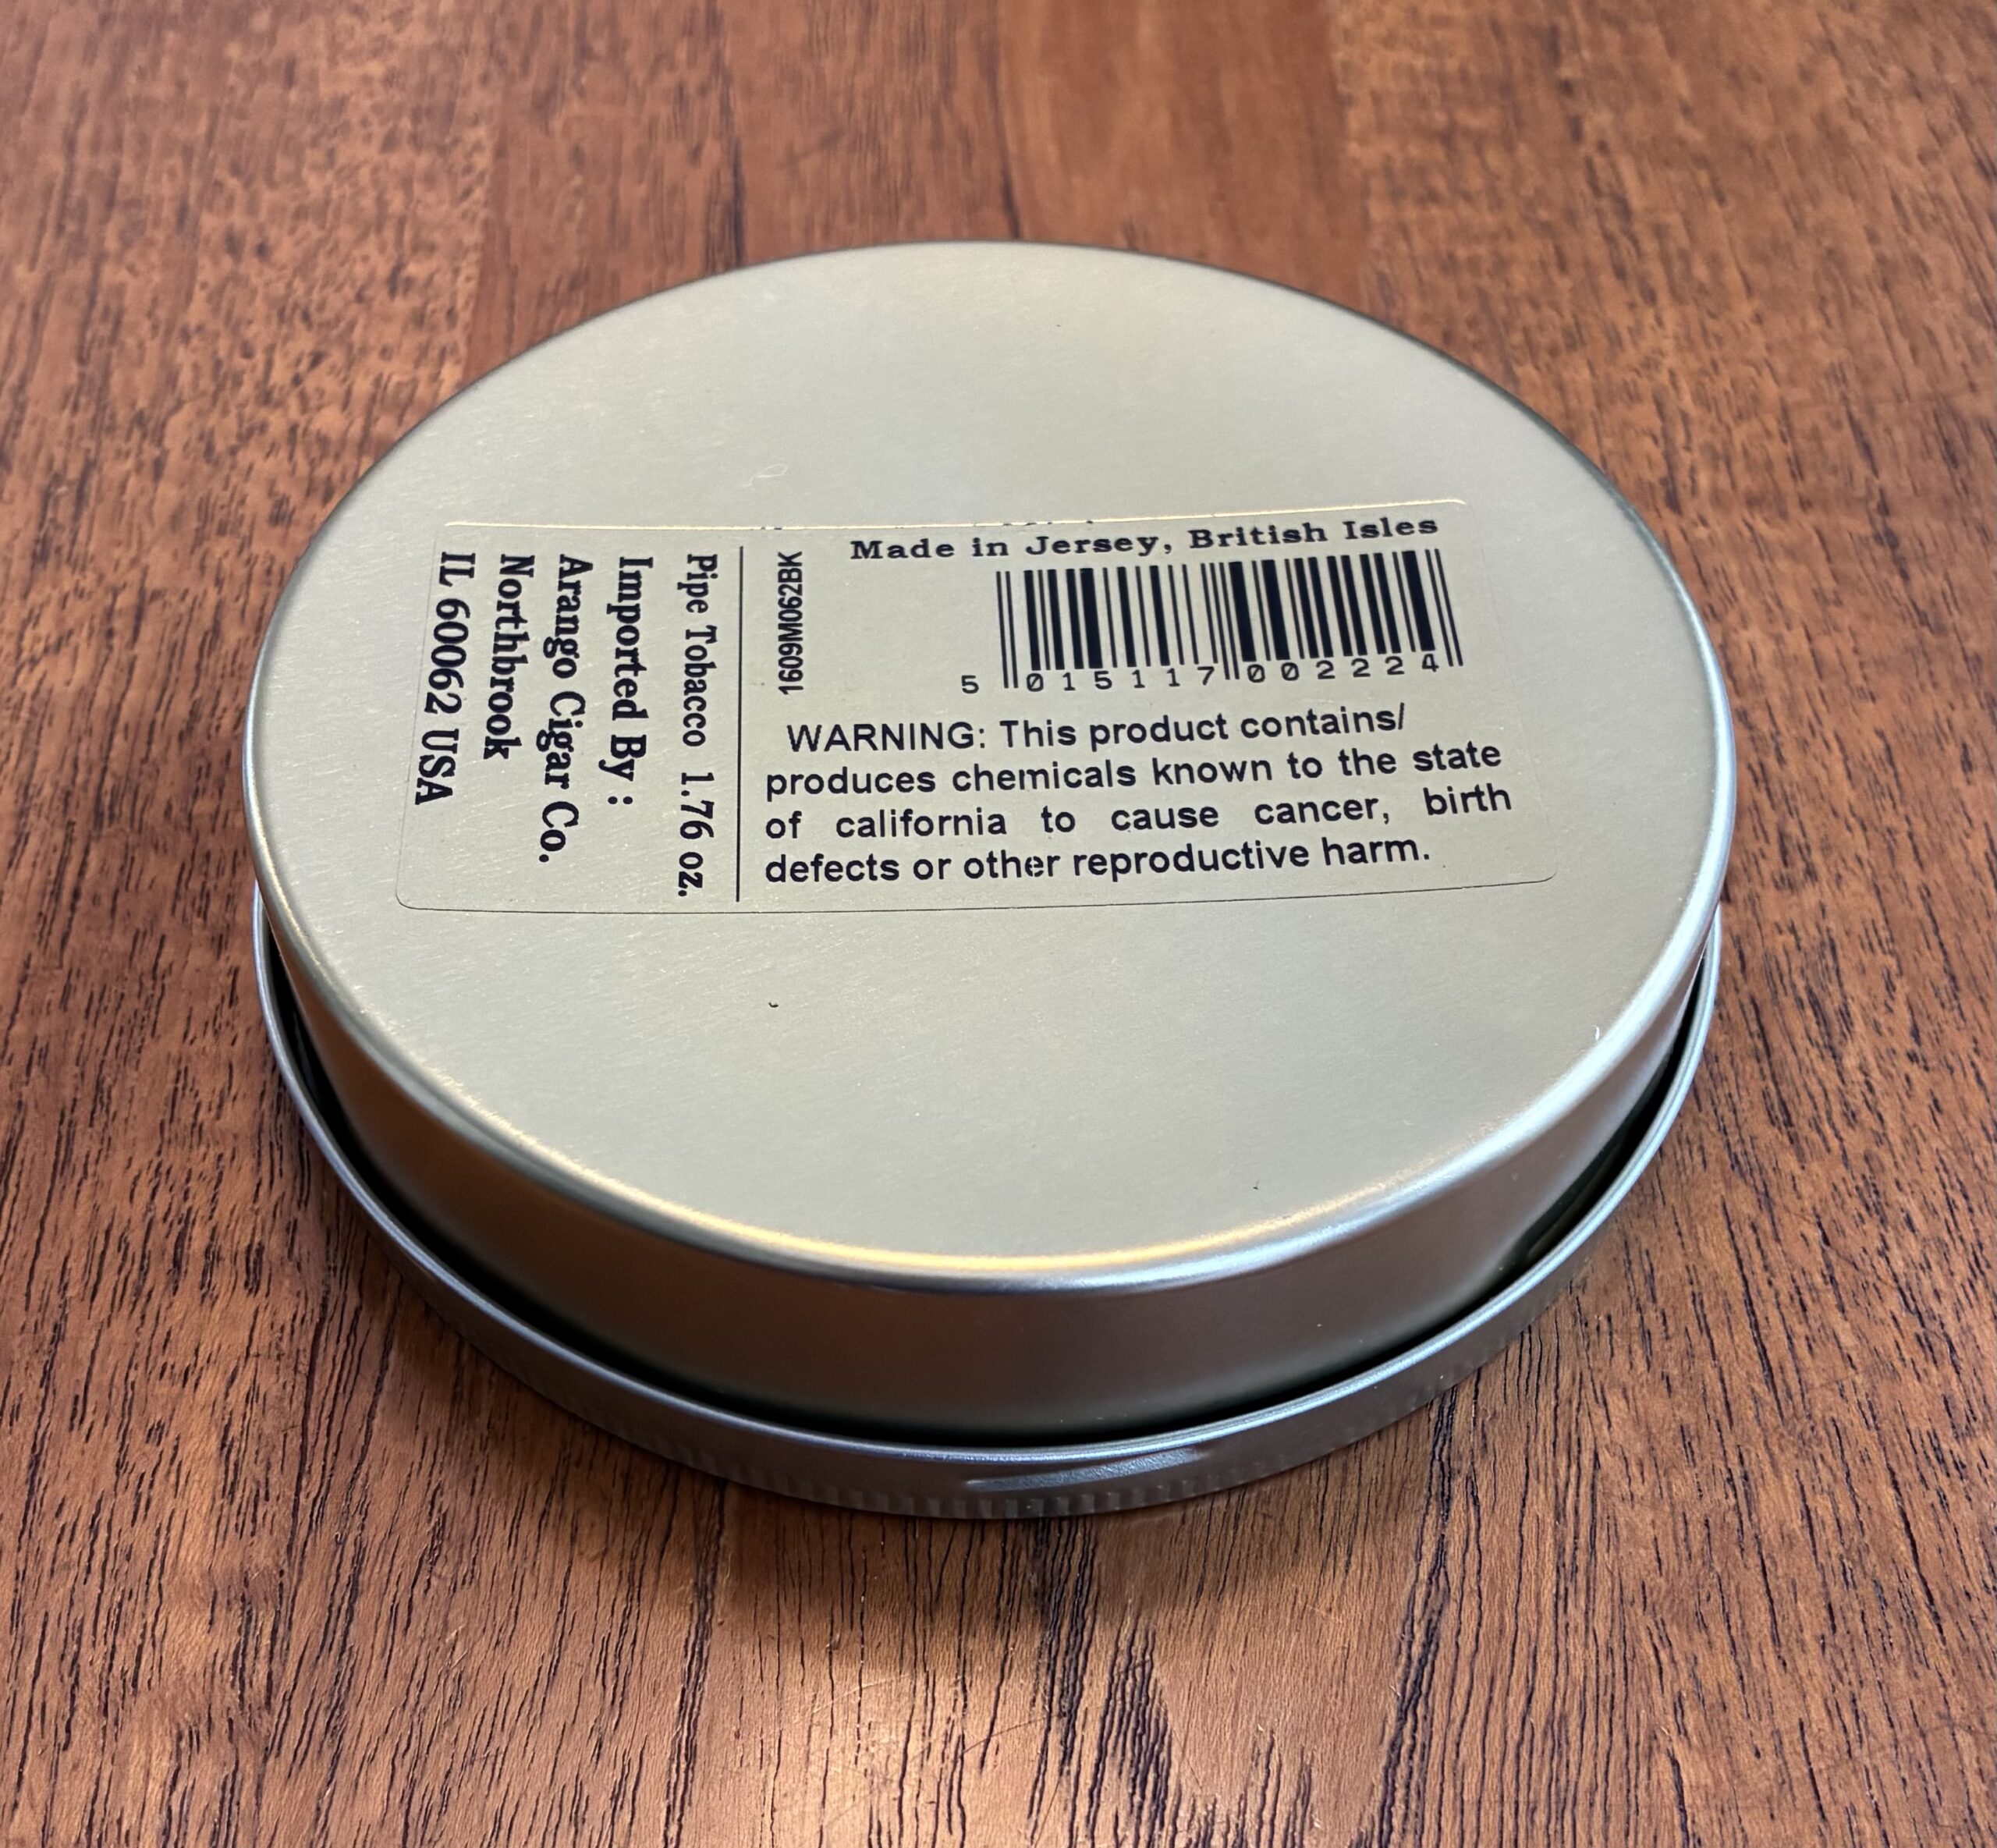 Made in Jersey, British Isles
5 015117 002224
1609M062BK
WARNING: This product contains/
produces chemicals known to the state
of california to cause cancer, birth
defects or other reproductive harm.
Pipe Tobacco 1.76 oz.
Imported By :
Arango Cigar Co.
Northbrook
IL 60062 USA